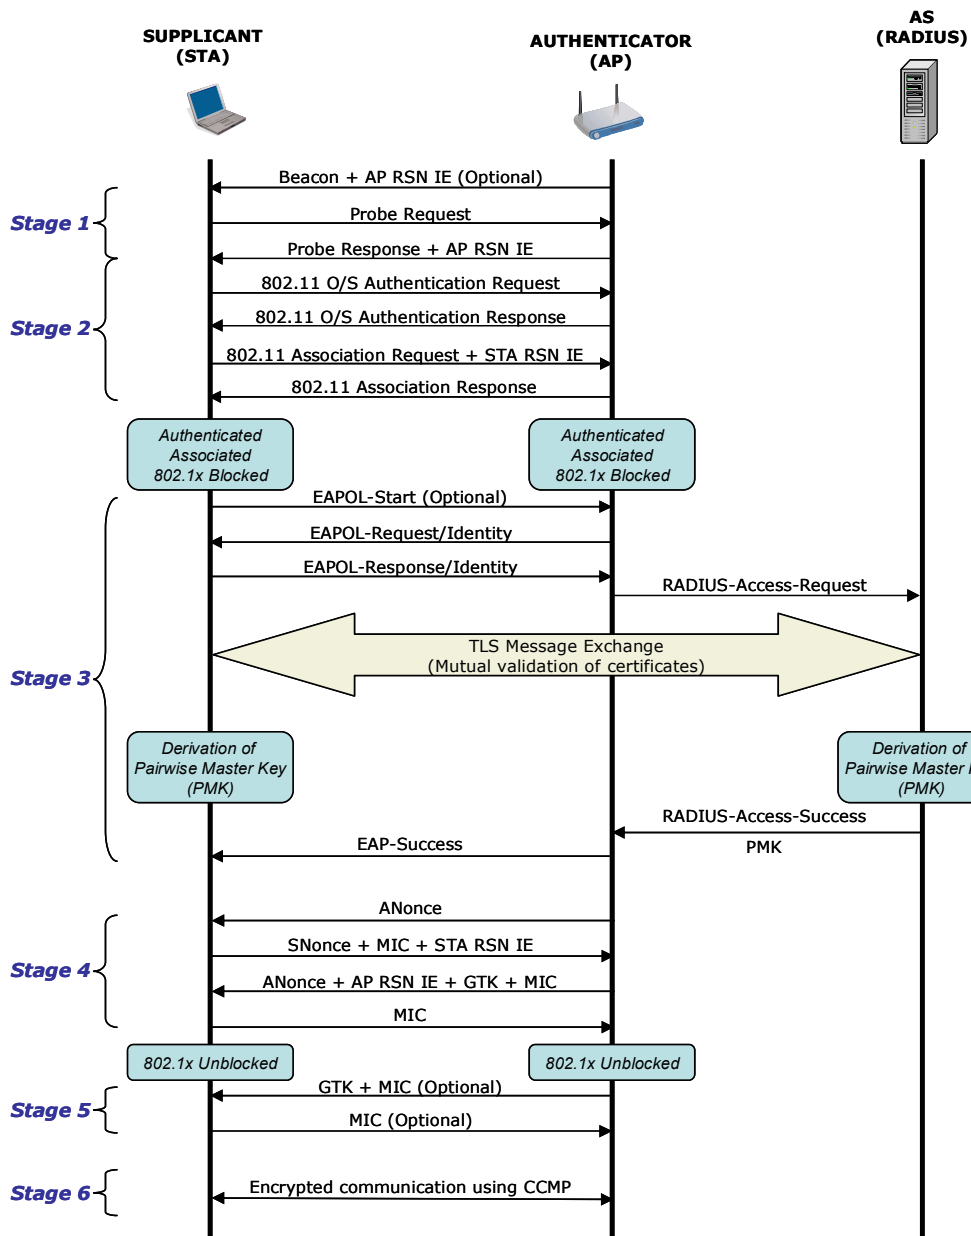 SUPPLICANT
(STA)
AUTHENTICATOR
(AP)
AS
(RADIUS)
Beacon + AP RSN IE (Optional)
Stage 1
Probe Request
Probe Response + AP RSN IE
802.11 O/S Authentication Request
Stage 2
802.11 O/S Authentication Response
802.11 Association Request + STA RSN IE
802.11 Association Response
Authenticated
Associated
802.1x Blocked
Authenticated
Associated
802.1x Blocked
EAPOL-Start (Optional)
EAPOL-Request/Identity
EAPOL-Response/Identity
RADIUS-Access-Request
TLS Message Exchange
(Mutual validation of certificates)
Stage 3
Derivation of
Pairwise Master Key
(PMK)
Derivation of
Pairwise Master
(PMK)
RADIUS-Access-Success
PMK
EAP-Success
ANonce
SNonce + MIC + STA RSN IE
Stage 4
ANonce + AP RSN IE + GTK + MIC
MIC
802.1x Unblocked
802.1x Unblocked
GTK + MIC (Optional)
Stage 5
MIC (Optional)
Stage 6
Encrypted communication using CCMP